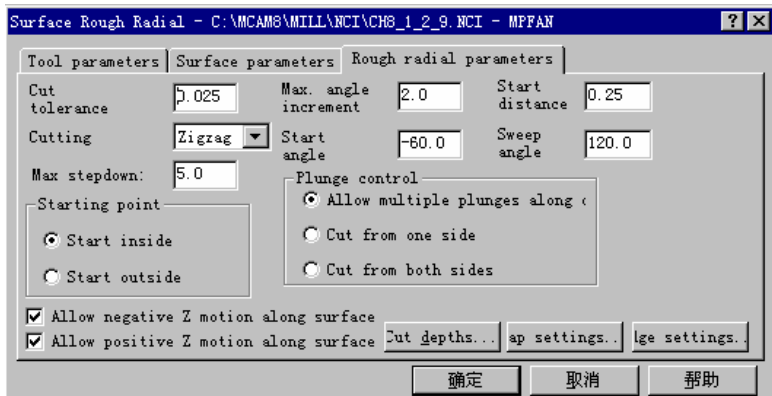 Surface Rough Radial - C:\MCAM8\MILL\NCI\CH8_1_2_9.NCI - MPFAN
Tool parameters Surface parameters Rough radial parameters
Cut tolerance 0.025 Max. angle increment 2.0 Start distance 0.25
Cutting Zigzag Start angle -60.0 Sweep angle 120.0
Max stepdown: 5.0
Plunge control
Starting point
Allow multiple plunges along c
Start inside
Cut from one side
Start outside
Cut from both sides
Allow negative Z motion along surface
Allow positive Z motion along surface Cut depths... ap settings.. lge settings.
确定 取消 帮助